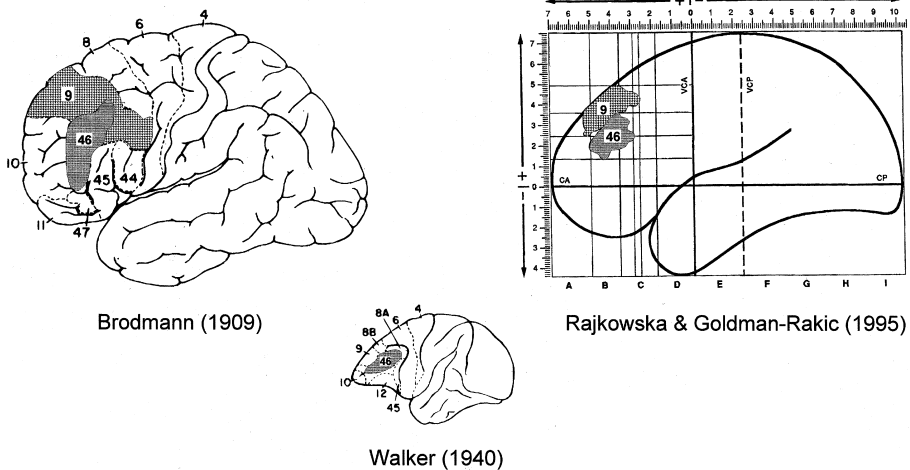 4
6
8
9
46
10
45
44
11
47
Brodmann (1909)
+ | -
7 6 5 4 3 2 1 0 1 2 3 4 5 6 7 8 9 10
7
6
5
4
3
2
1
0
1
2
3
4
+ | -
VCA
VCP
9
46
CA
CP
A B C D E F G H I
Rajkowska & Goldman-Rakic (1995)
4
6
8A
8B
9
46
10
12
45
Walker (1940)